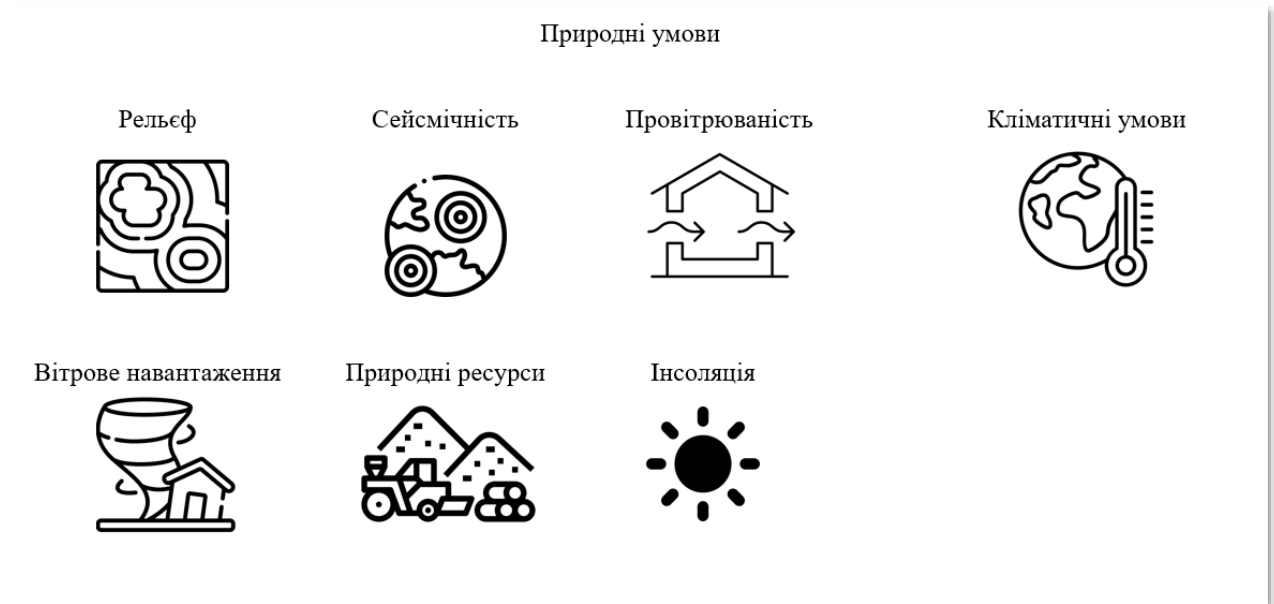 Природні умови
Рельєф
Сейсмічність
Провітрюваність
Кліматичні умови
Вітрове навантаження
Природні ресурси
Інсоляція